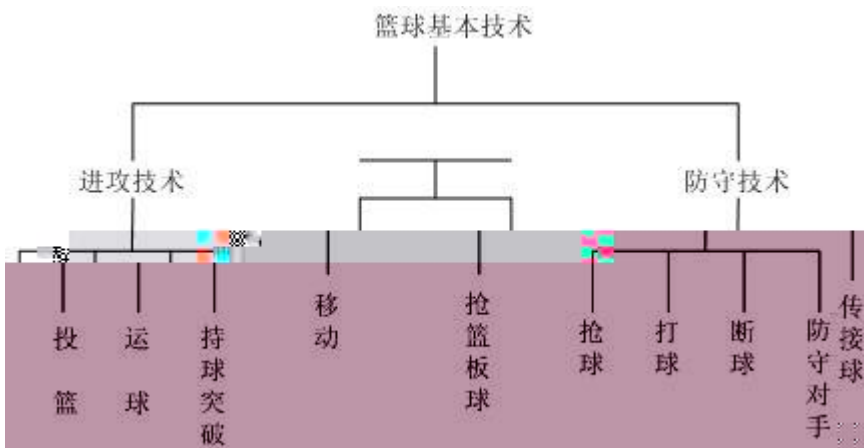 篮球基本技术
进攻技术
防守技术
投篮
运球
持球突破
移动
抢篮板球
抢球
打球
断球
防守对手
传接球